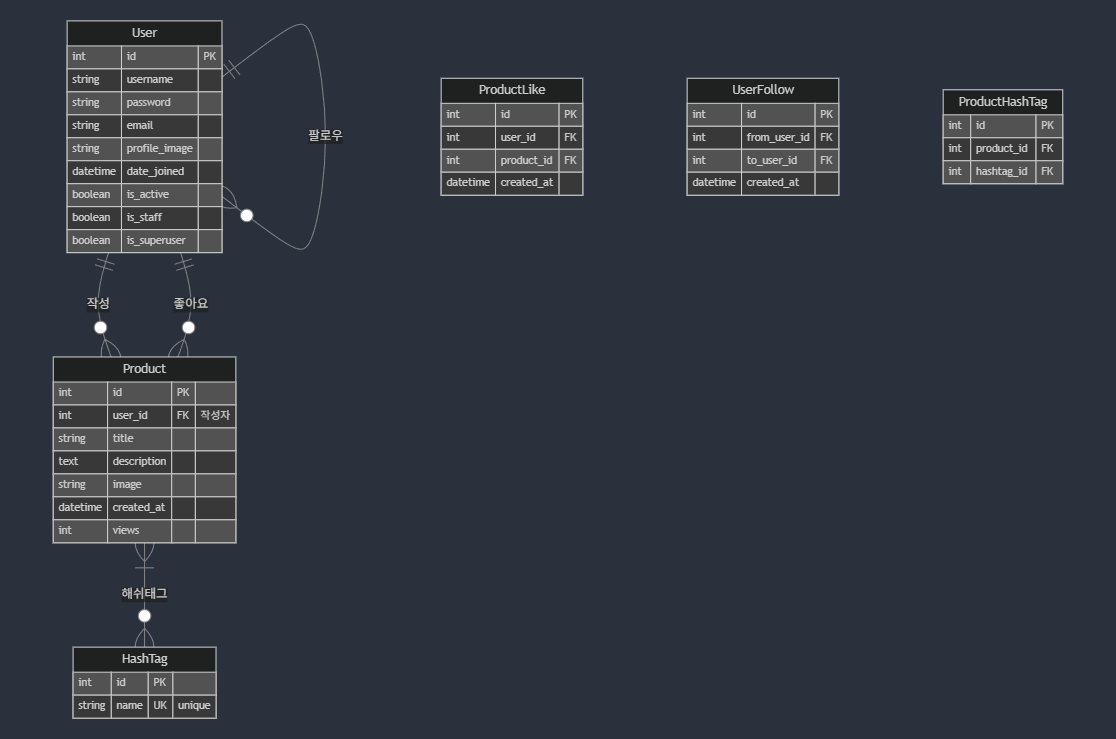 User
int id PK
string username
string password
string email
string profile_image
datetime date_joined
boolean is_active
boolean is_staff
boolean is_superuser
팔로우
작성
좋아요
Product
int id PK
int user_id FK 작성자
string title
text description
string image
datetime created_at
int views
해쉬태그
HashTag
int id PK
string name UK unique
ProductLike
int id PK
int user_id FK
int product_id FK
datetime created_at
UserFollow
int id PK
int from_user_id FK
int to_user_id FK
datetime created_at
ProductHashTag
int id PK
int product_id FK
int hashtag_id FK